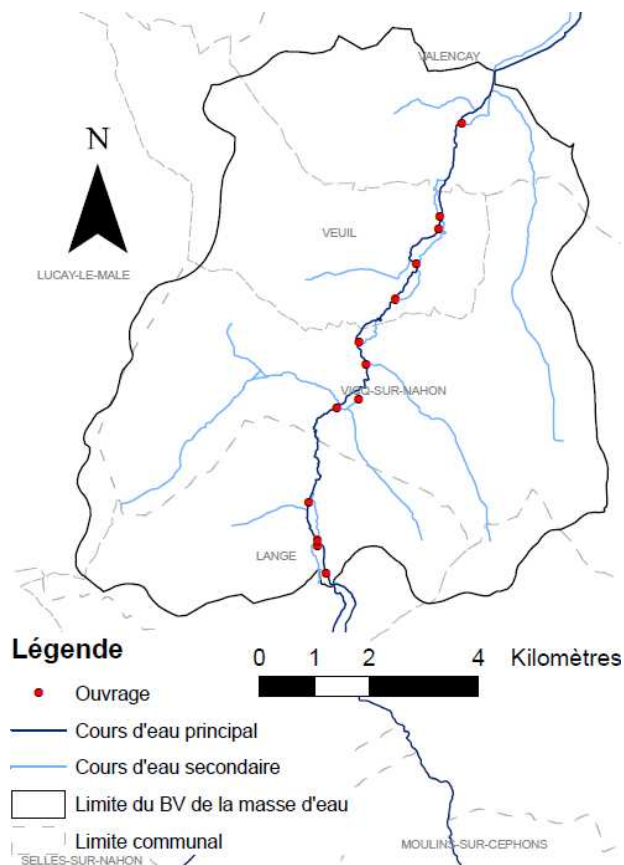 VALENCAY
N
VEUIL
LUCAY-LE-MALE
VICQ-SUR-NAHON
LANGE
Légende
0 1 2 4 Kilomètres
Ouvrage
Cours d'eau principal
Cours d'eau secondaire
Limite du BV de la masse d'eau
Limite communal
MOULINS-SUR-CEPHONS
SELLES-SUR-NAHON